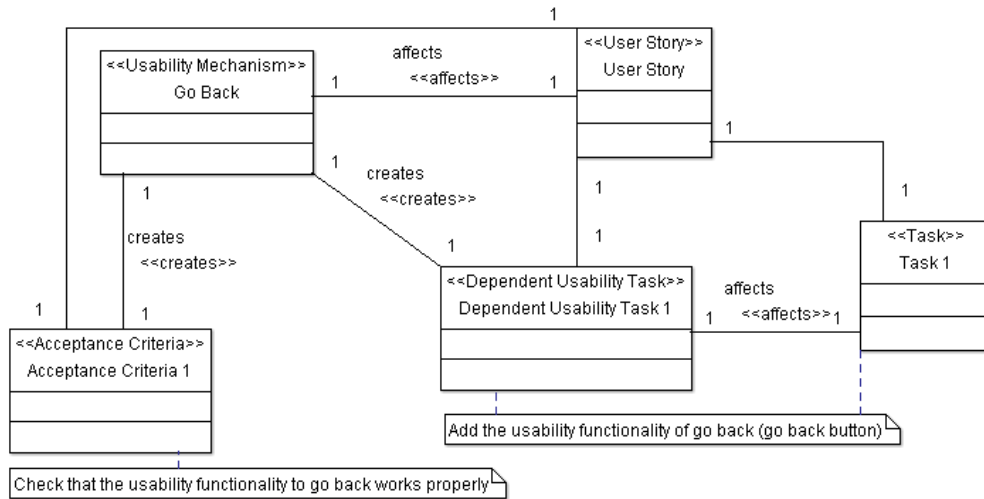 1
<<User Story>>
User Story
<<Usability Mechanism>>
Go Back
affects
<<affects>>
1
1
1
1
creates
<<creates>>
1
1
1
1
1
creates
<<creates>>
1
<<Task>>
Task 1
<<Dependent Usability Task>>
Dependent Usability Task 1
affects
<<affects>>
1
1
1
1
<<Acceptance Criteria>>
Acceptance Criteria 1
Add the usability functionality of go back (go back button)
Check that the usability functionality to go back works properly